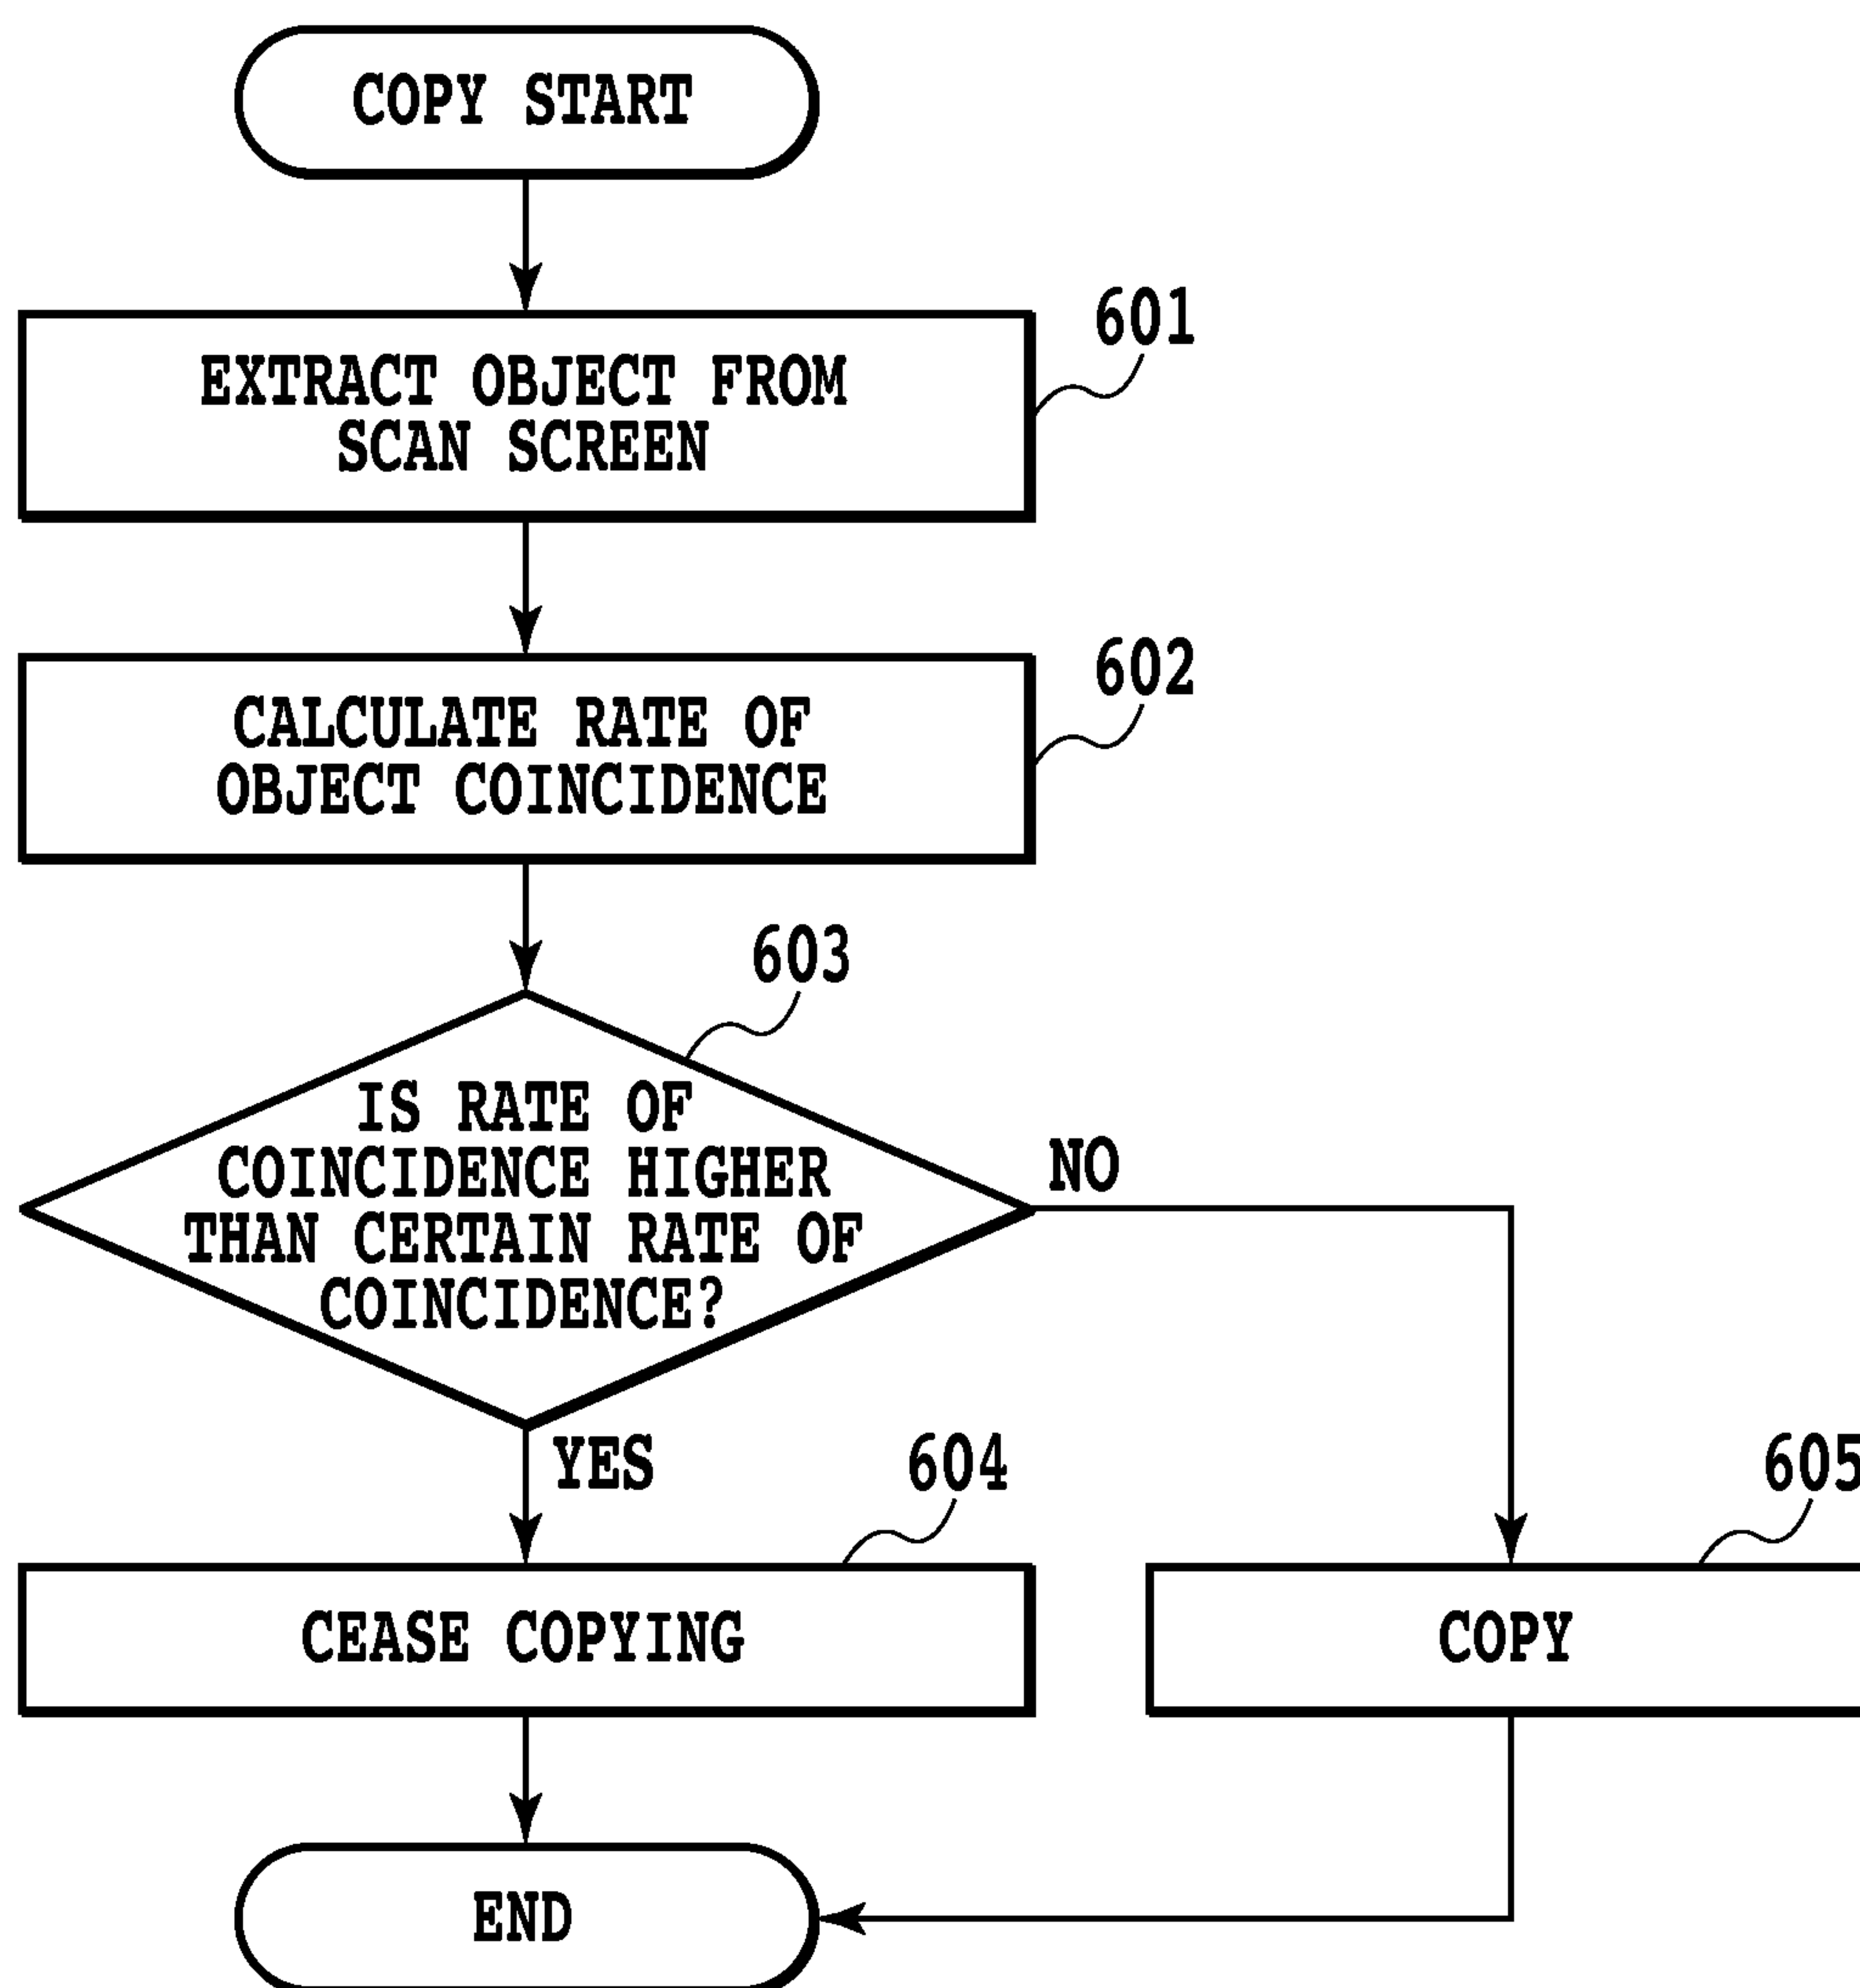 COPY START
601
EXTRACT OBJECT FROM
SCAN SCREEN
602
CALCULATE RATE OF
OBJECT COINCIDENCE
603
IS RATE OF
COINCIDENCE HIGHER
THAN CERTAIN RATE OF
COINCIDENCE?
NO
YES
604
605
CEASE COPYING
COPY
END